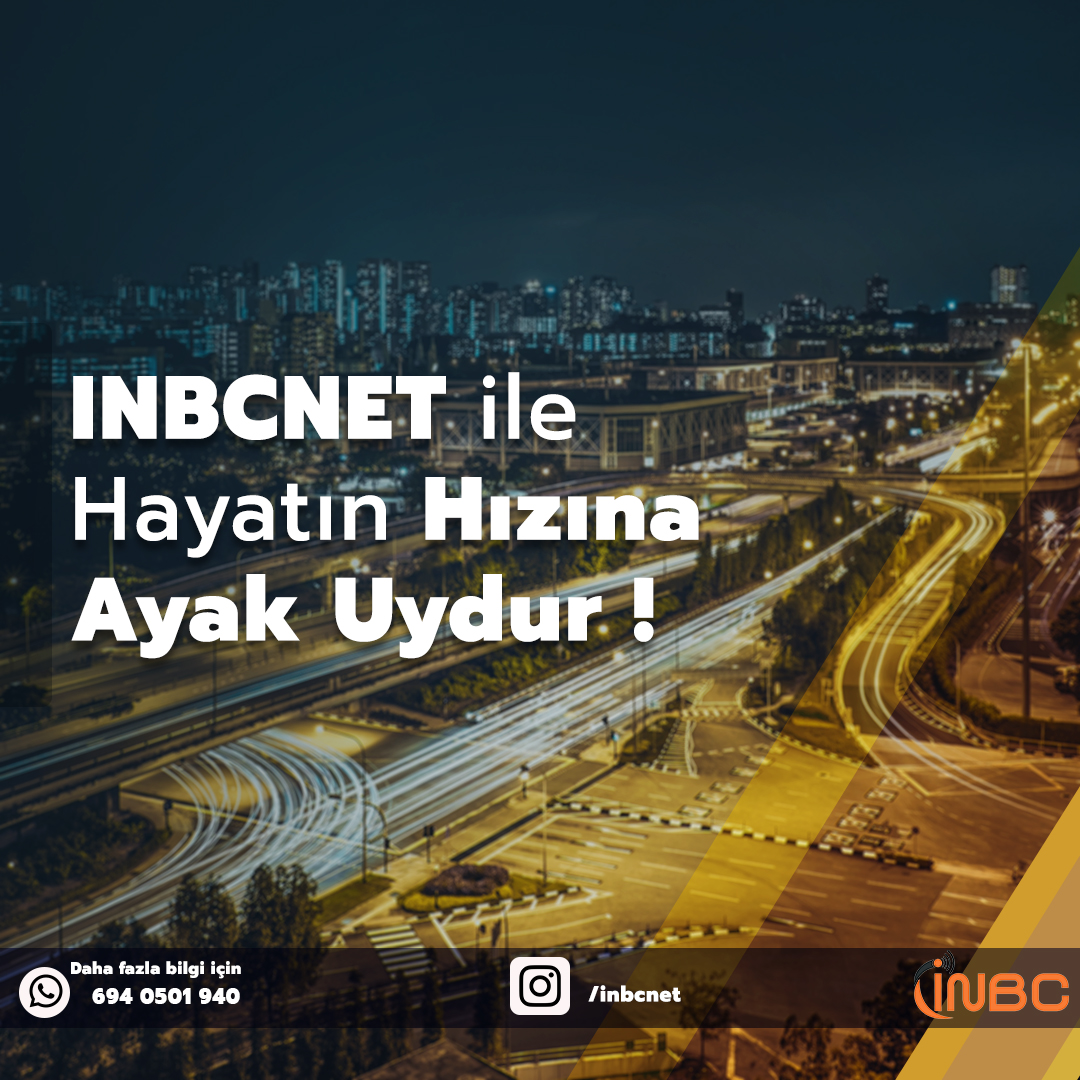 INBCNET ile
Hayatın Hızına
Ayak Uydur !
Daha fazla bilgi için
694 0501 940
/inbcnet
iNBC